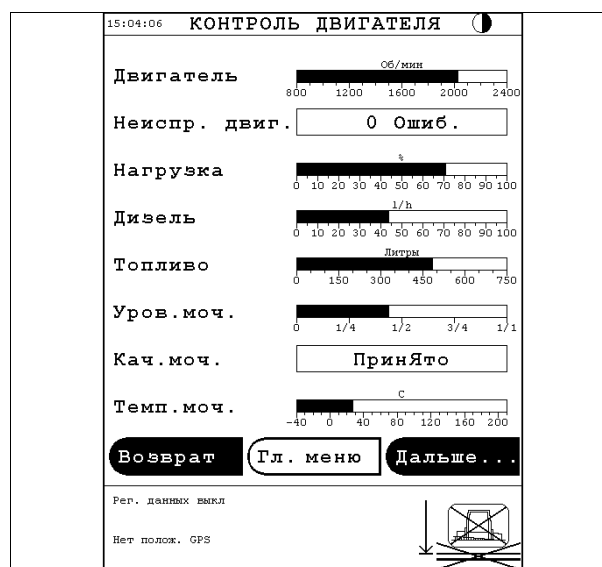 15:04:06 КОНТРОЛЬ ДВИГАТЕЛЯ
Об/мин
Двигатель
800 1200 1600 2000 2400
Неиспр. двиг. 0 Ошиб.
%
Нагрузка
0 10 20 30 40 50 60 70 80 90 100
l/h
Дизель
0 10 20 30 40 50 60 70 80 90 100
Литры
Топливо
0 150 300 450 600 750
Уров.моч.
0 1/4 1/2 3/4 1/1
Кач.моч. ПринЯто
C
Темп.моч.
-40 0 40 80 120 160 200
Возврат Гл. меню Дальше...
Рег. данных выкл
Нет полож. GPS